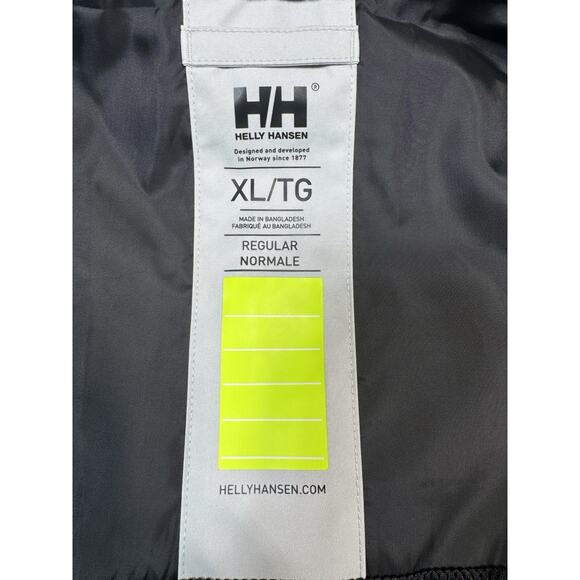 HH®
HELLY HANSEN
Designed and developed
in Norway since 1877
XL/TG
MADE IN BANGLADESH
FABRIQUÉ AU BANGLADESH
REGULAR
NORMALE
HELLYHANSEN.COM